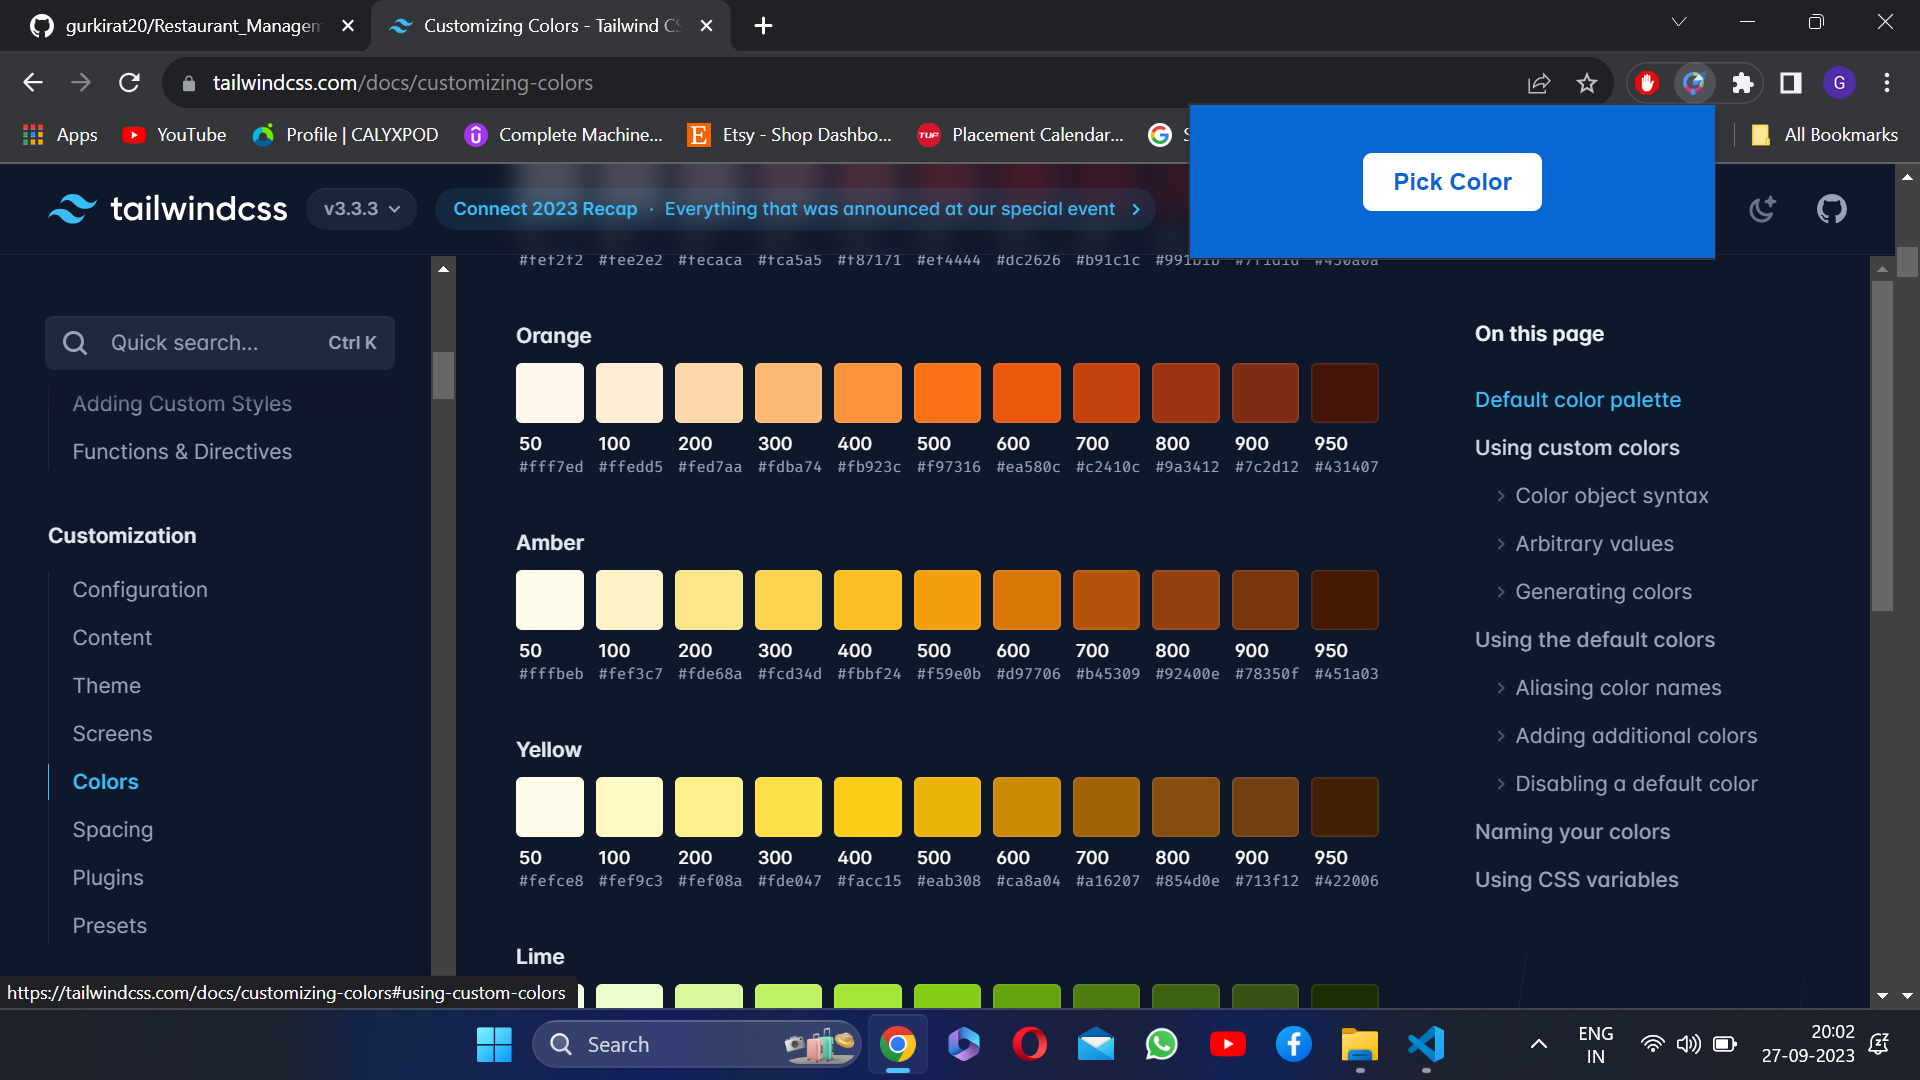 gurkirat20/Restaurant_Managem
Customizing Colors - Tailwind CS
tailwindcss.com/docs/customizing-colors
G
Apps
YouTube
Profile | CALYXPOD
Complete Machine...
Etsy - Shop Dashbo...
TUF
Placement Calendar...
S
All Bookmarks
Pick Color
tailwindcss
v3.3.3
Connect 2023 Recap · Everything that was announced at our special event
#fef2f2 #fee2e2 #fecaca #fca5a5 #f87171 #ef4444 #dc2626 #b91c1c #991b1b #7f1d1d #450a0a
Quick search...
Ctrl K
Adding Custom Styles
Functions & Directives
Customization
Configuration
Content
Theme
Screens
Colors
Spacing
Plugins
Presets
Orange
50 100 200 300 400 500 600 700 800 900 950
#fff7ed #ffedd5 #fed7aa #fdba74 #fb923c #f97316 #ea580c #c2410c #9a3412 #7c2d12 #431407
Amber
50 100 200 300 400 500 600 700 800 900 950
#fffbeb #fef3c7 #fde68a #fcd34d #fbbf24 #f59e0b #d97706 #b45309 #92400e #78350f #451a03
Yellow
50 100 200 300 400 500 600 700 800 900 950
#fefce8 #fef9c3 #fef08a #fde047 #facc15 #eab308 #ca8a04 #a16207 #854d0e #713f12 #422006
Lime
On this page
Default color palette
Using custom colors
Color object syntax
Arbitrary values
Generating colors
Using the default colors
Aliasing color names
Adding additional colors
Disabling a default color
Naming your colors
Using CSS variables
https://tailwindcss.com/docs/customizing-colors#using-custom-colors
Search
ENG
IN
20:02
27-09-2023